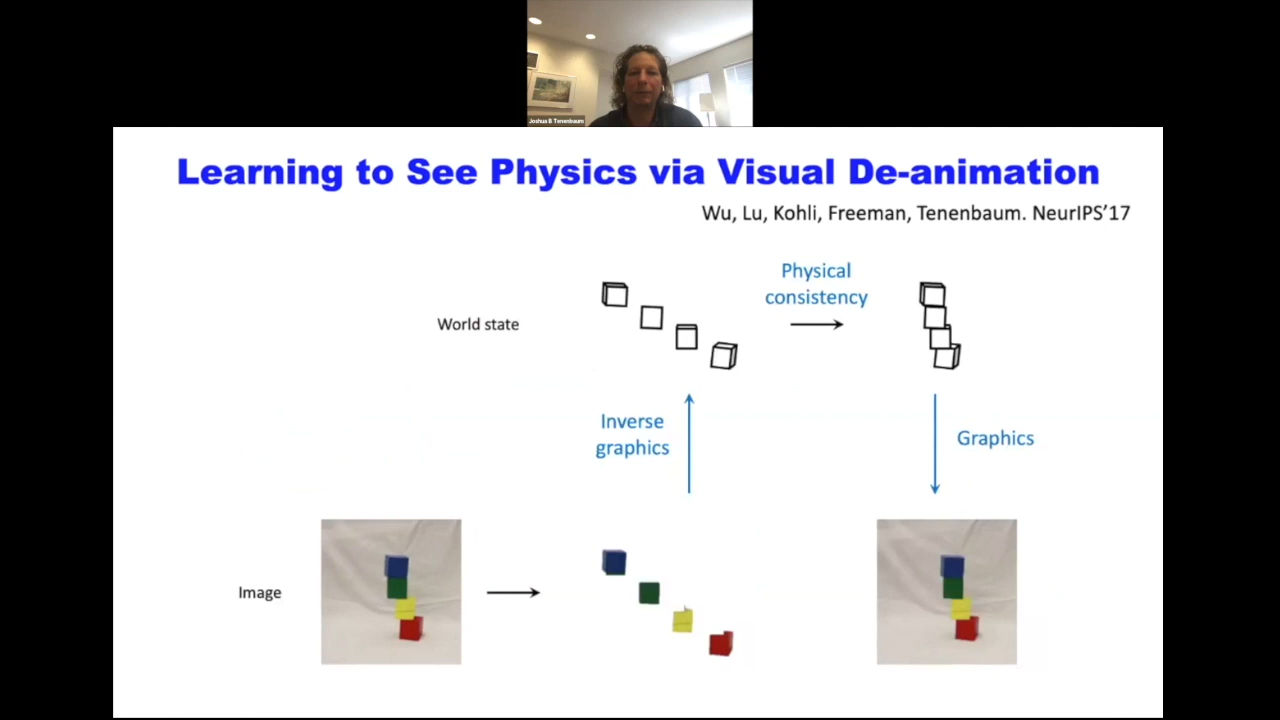 Joshua B Tenenbaum
Learning to See Physics via Visual De-animation
Wu, Lu, Kohli, Freeman, Tenenbaum. NeurIPS'17
Physical
consistency
World state
Inverse
graphics
Graphics
Image